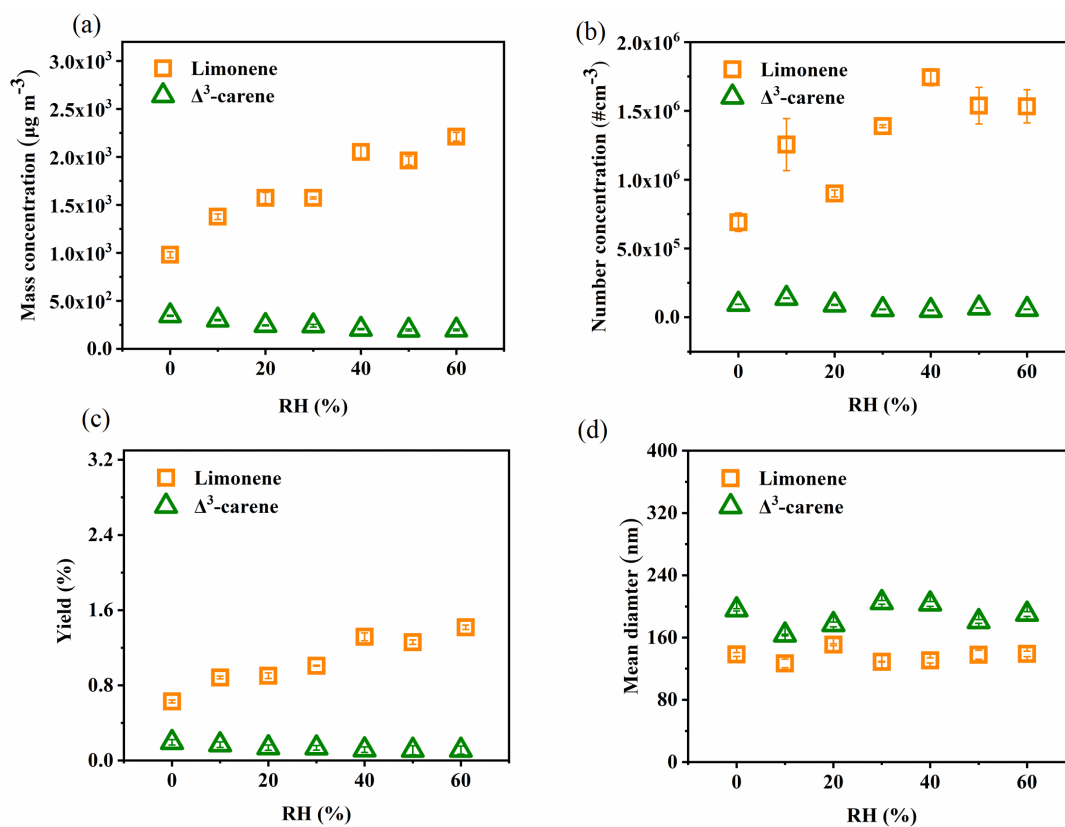 (a)
Mass concentration (μg m⁻³)
3.0x10³
2.5x10³
2.0x10³
1.5x10³
1.0x10³
5.0x10²
0.0
Limonene
Δ³-carene
0 20 40 60
RH (%)
(b)
Number concentration (#cm⁻³)
2.0x10⁶
1.5x10⁶
1.0x10⁶
5.0x10⁵
0.0
Limonene
Δ³-carene
0 20 40 60
RH (%)
(c)
Yield (%)
3.2
2.4
1.6
0.8
0.0
Limonene
Δ³-carene
0 20 40 60
RH (%)
(d)
Mean diamter (nm)
400
320
240
160
80
0
Limonene
Δ³-carene
0 20 40 60
RH (%)